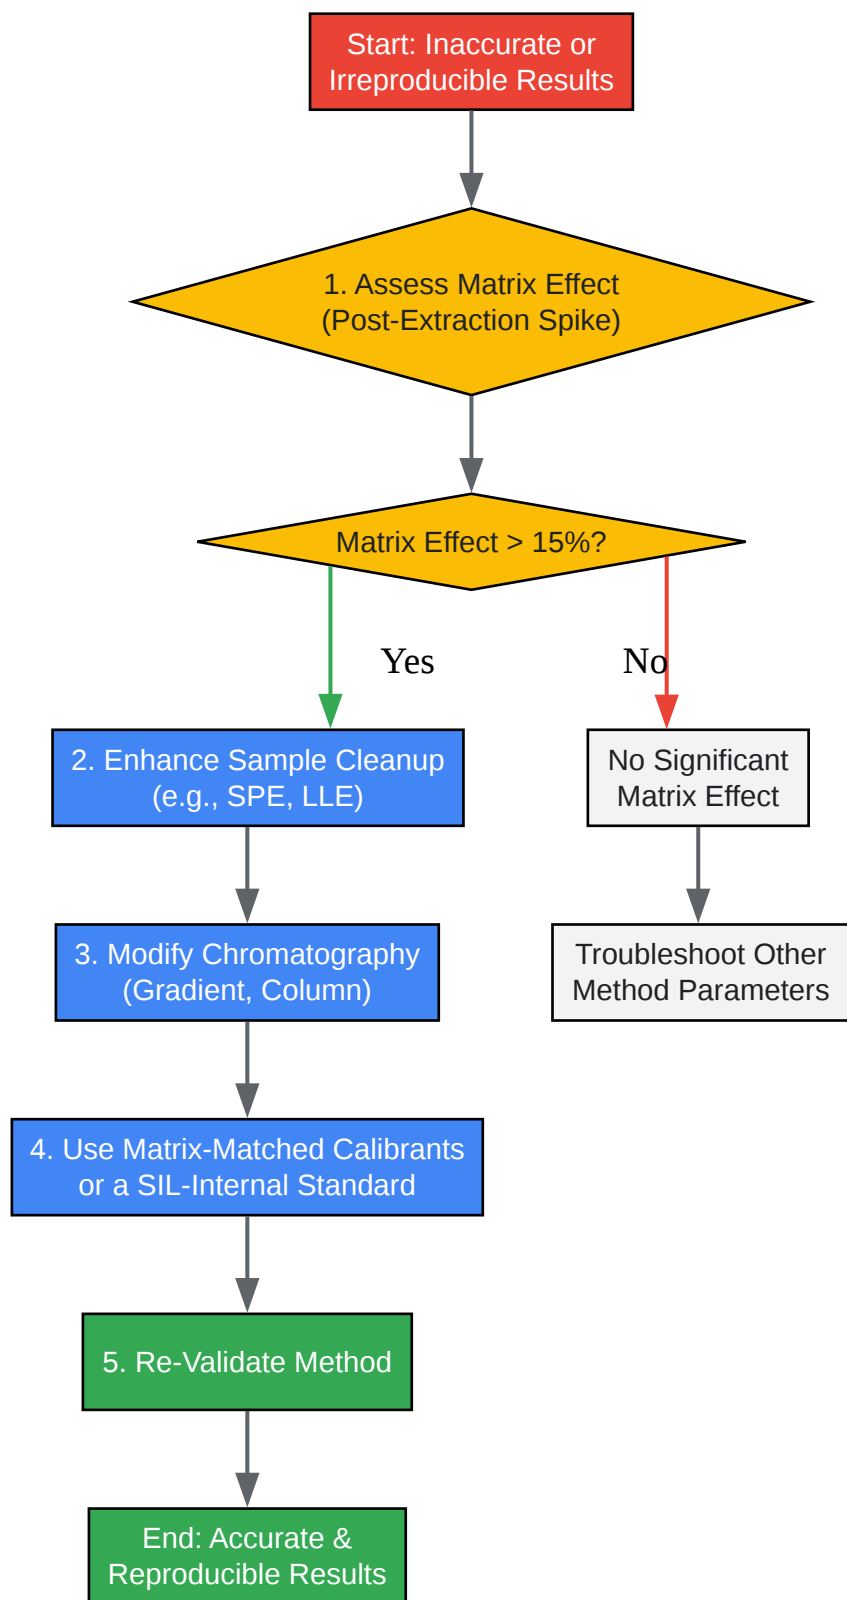 Start: Inaccurate or
Irreproducible Results
1. Assess Matrix Effect
(Post-Extraction Spike)
Matrix Effect > 15%?
Yes
No
2. Enhance Sample Cleanup
(e.g., SPE, LLE)
No Significant
Matrix Effect
3. Modify Chromatography
(Gradient, Column)
Troubleshoot Other
Method Parameters
4. Use Matrix-Matched Calibrants
or a SIL-Internal Standard
5. Re-Validate Method
End: Accurate &
Reproducible Results